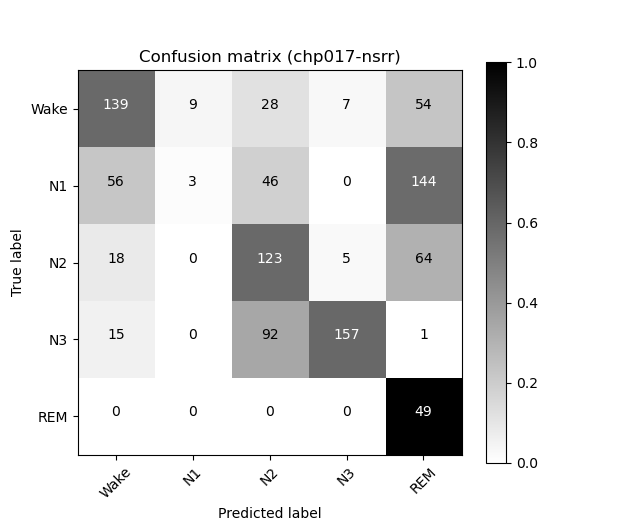 Confusion matrix (chp017-nsrr)
Wake 139 9 28 7 54
N1 56 3 46 0 144
N2 18 0 123 5 64
N3 15 0 92 157 1
REM 0 0 0 0 49
Wake N1 N2 N3 REM
Predicted label
True label
1.0
0.8
0.6
0.4
0.2
0.0